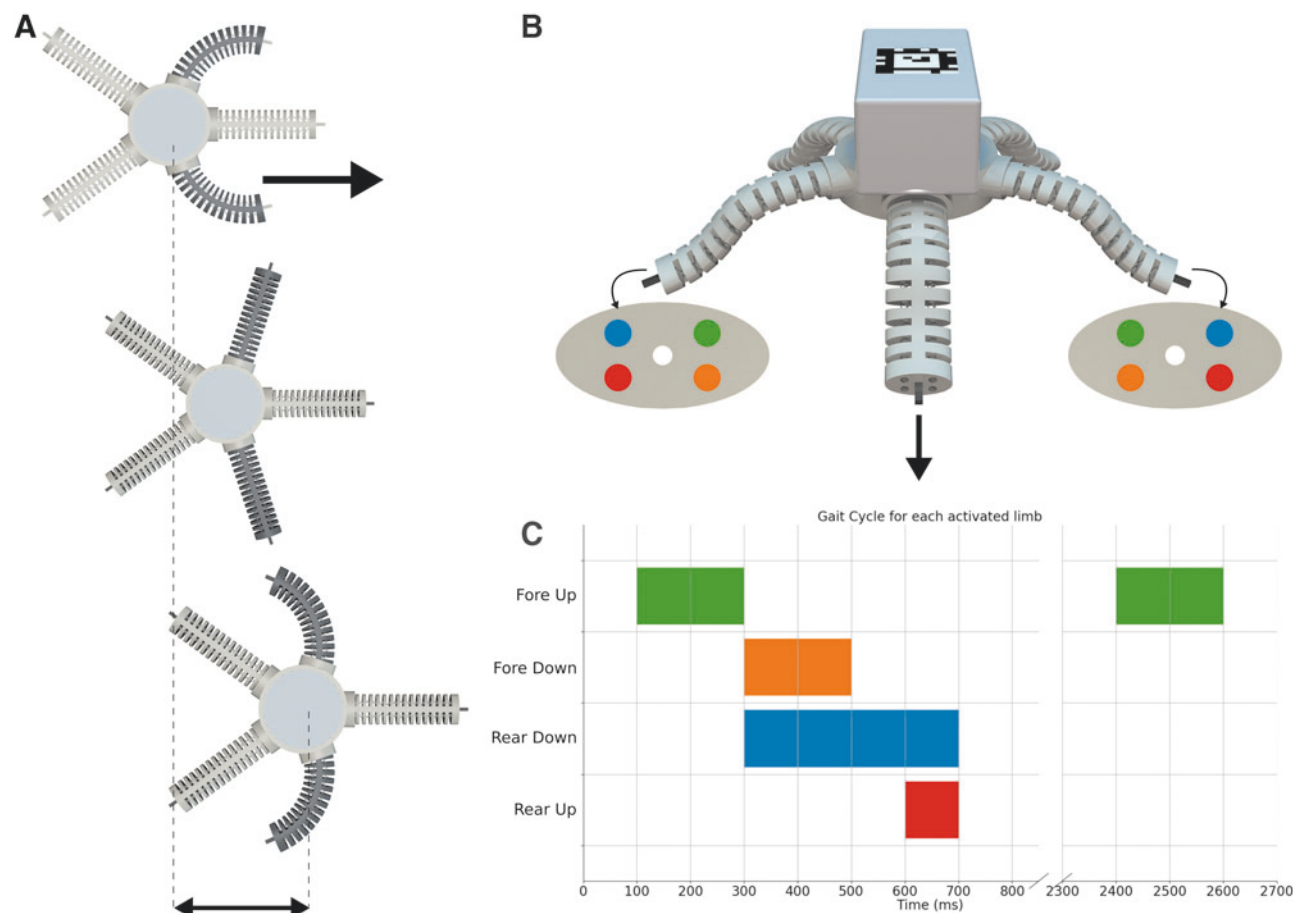 A
B
C
Gait Cycle for each activated limb
Fore Up
Fore Down
Rear Down
Rear Up
0 100 200 300 400 500 600 700 800 2300 2400 2500 2600 2700
Time (ms)